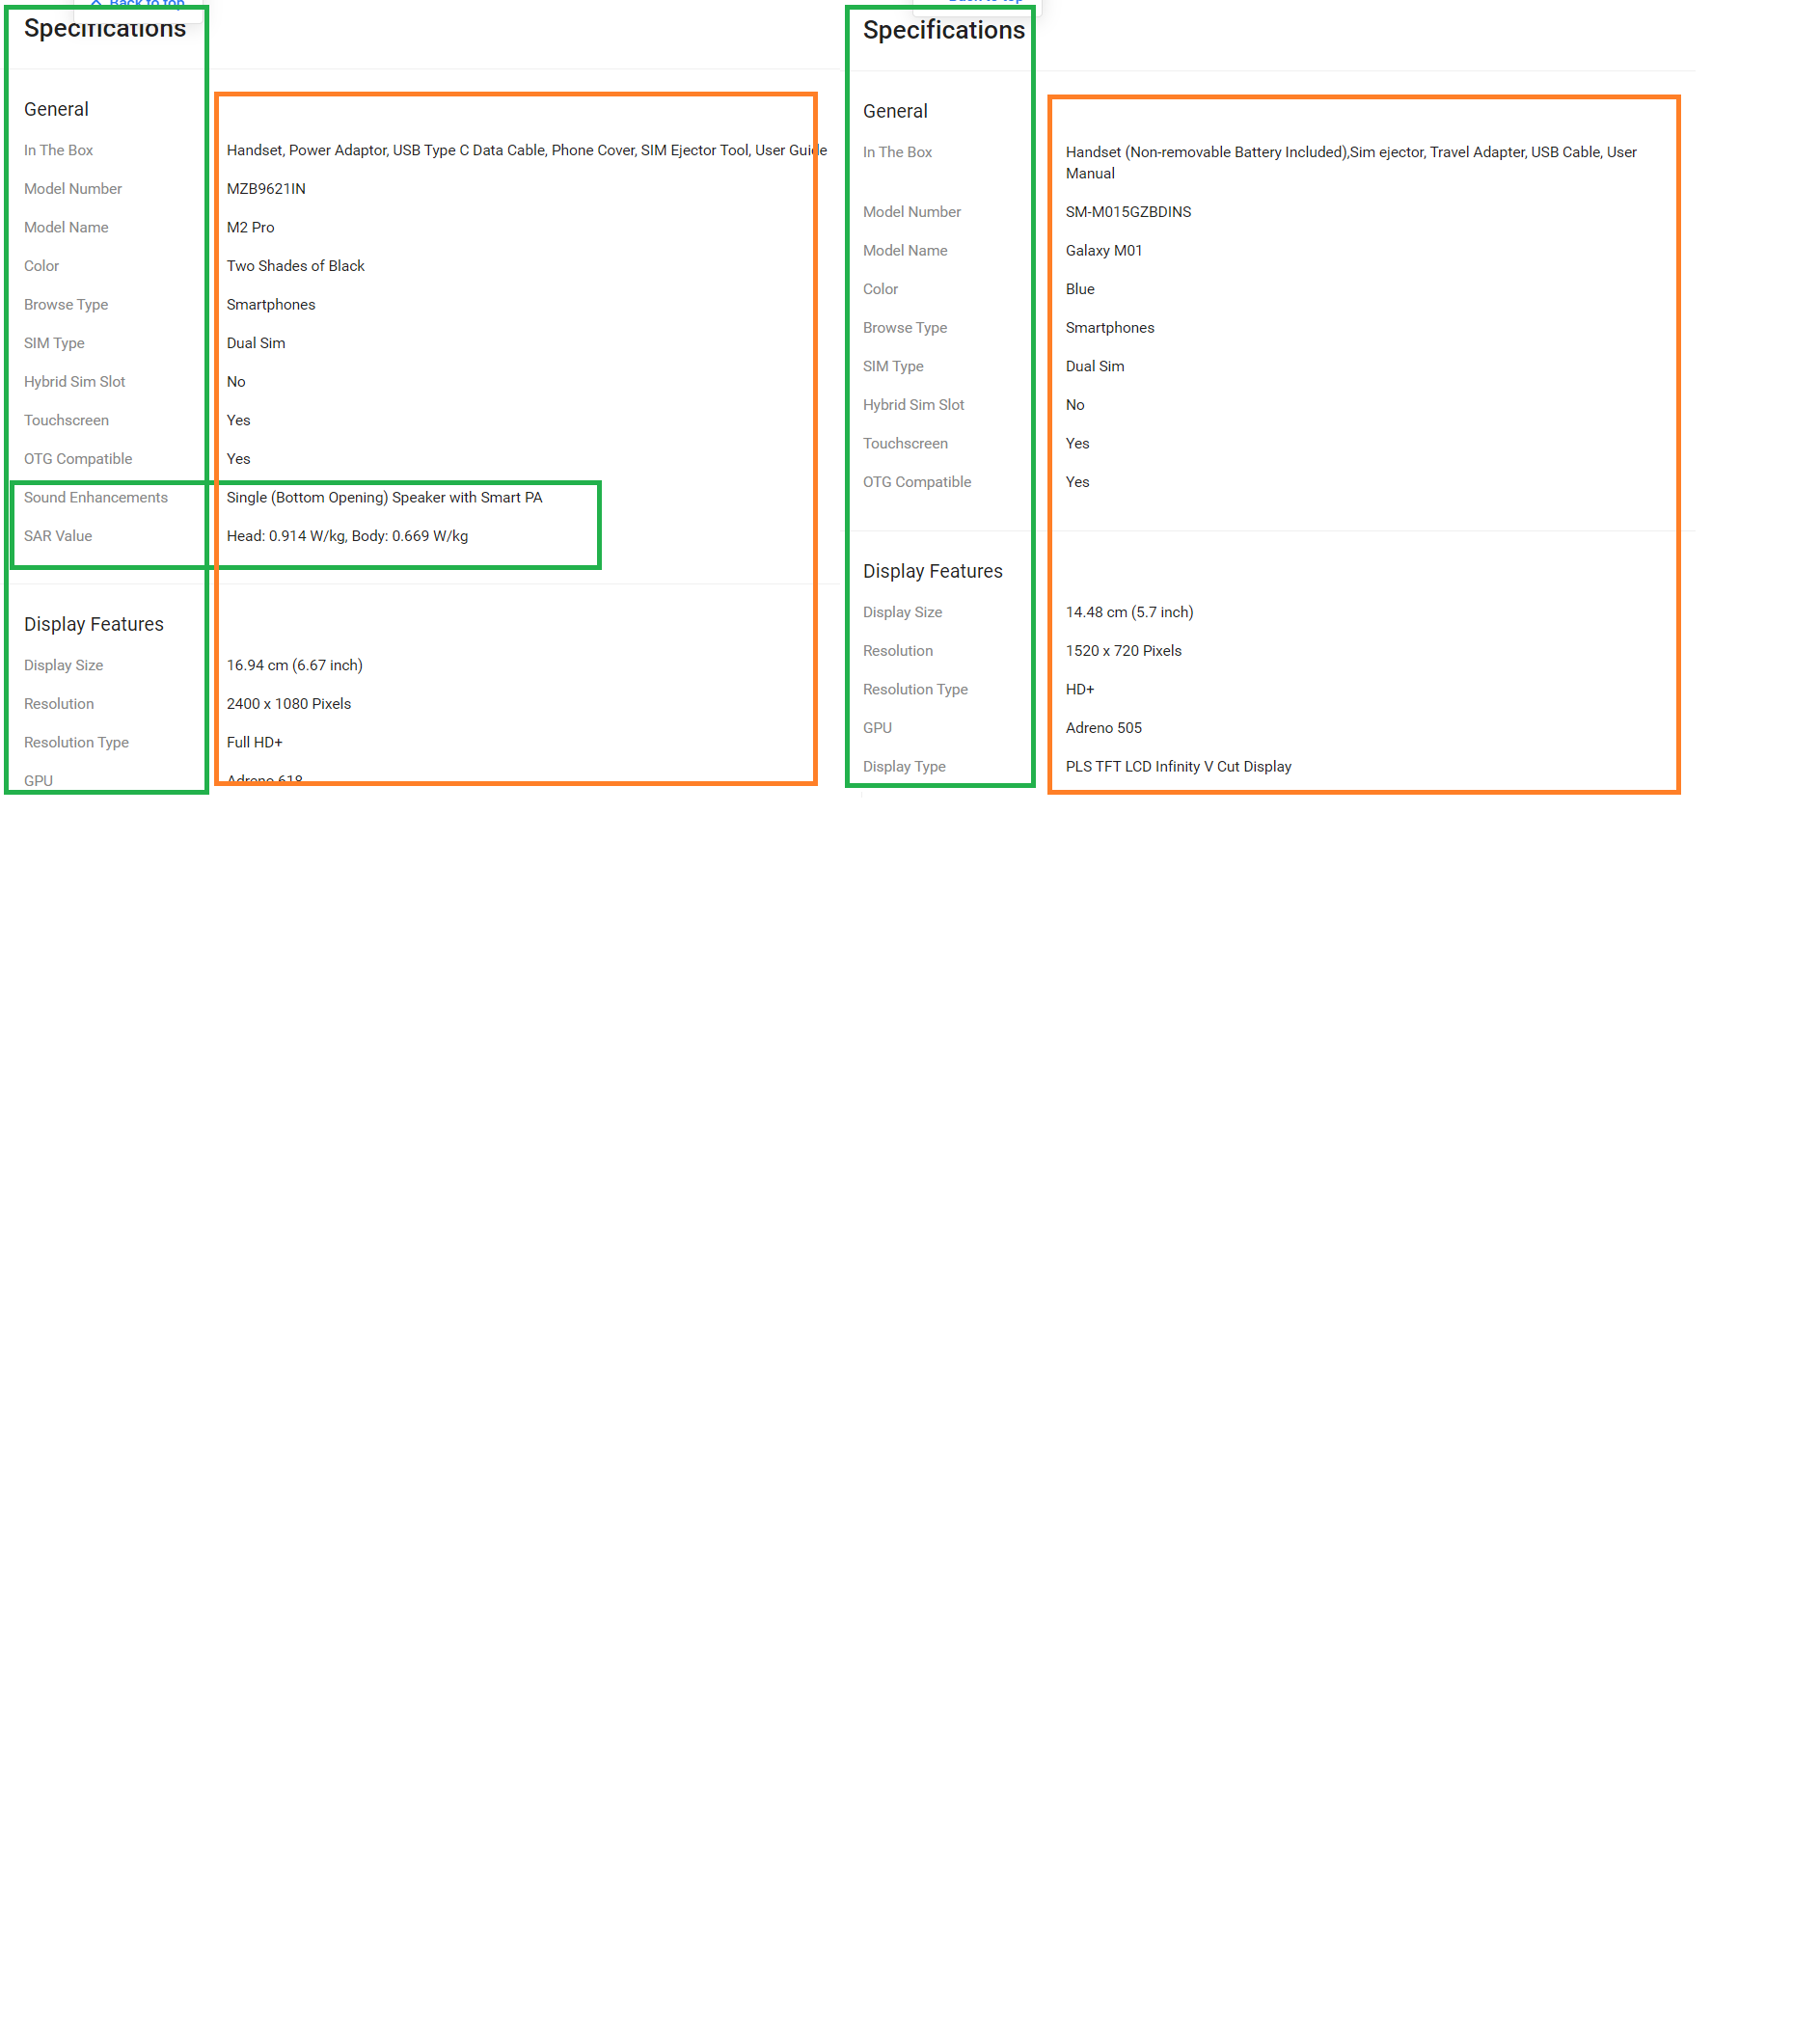 Back to top
Specifications
General
In The Box
Handset, Power Adaptor, USB Type C Data Cable, Phone Cover, SIM Ejector Tool, User Guide
Model Number
MZB9621IN
Model Name
M2 Pro
Color
Two Shades of Black
Browse Type
Smartphones
SIM Type
Dual Sim
Hybrid Sim Slot
No
Touchscreen
Yes
OTG Compatible
Yes
Sound Enhancements
Single (Bottom Opening) Speaker with Smart PA
SAR Value
Head: 0.914 W/kg, Body: 0.669 W/kg
Display Features
Display Size
16.94 cm (6.67 inch)
Resolution
2400 x 1080 Pixels
Resolution Type
Full HD+
GPU
Adreno 618
Back to top
Specifications
General
In The Box
Handset (Non-removable Battery Included),Sim ejector, Travel Adapter, USB Cable, User
Manual
Model Number
SM-M015GZBDINS
Model Name
Galaxy M01
Color
Blue
Browse Type
Smartphones
SIM Type
Dual Sim
Hybrid Sim Slot
No
Touchscreen
Yes
OTG Compatible
Yes
Display Features
Display Size
14.48 cm (5.7 inch)
Resolution
1520 x 720 Pixels
Resolution Type
HD+
GPU
Adreno 505
Display Type
PLS TFT LCD Infinity V Cut Display